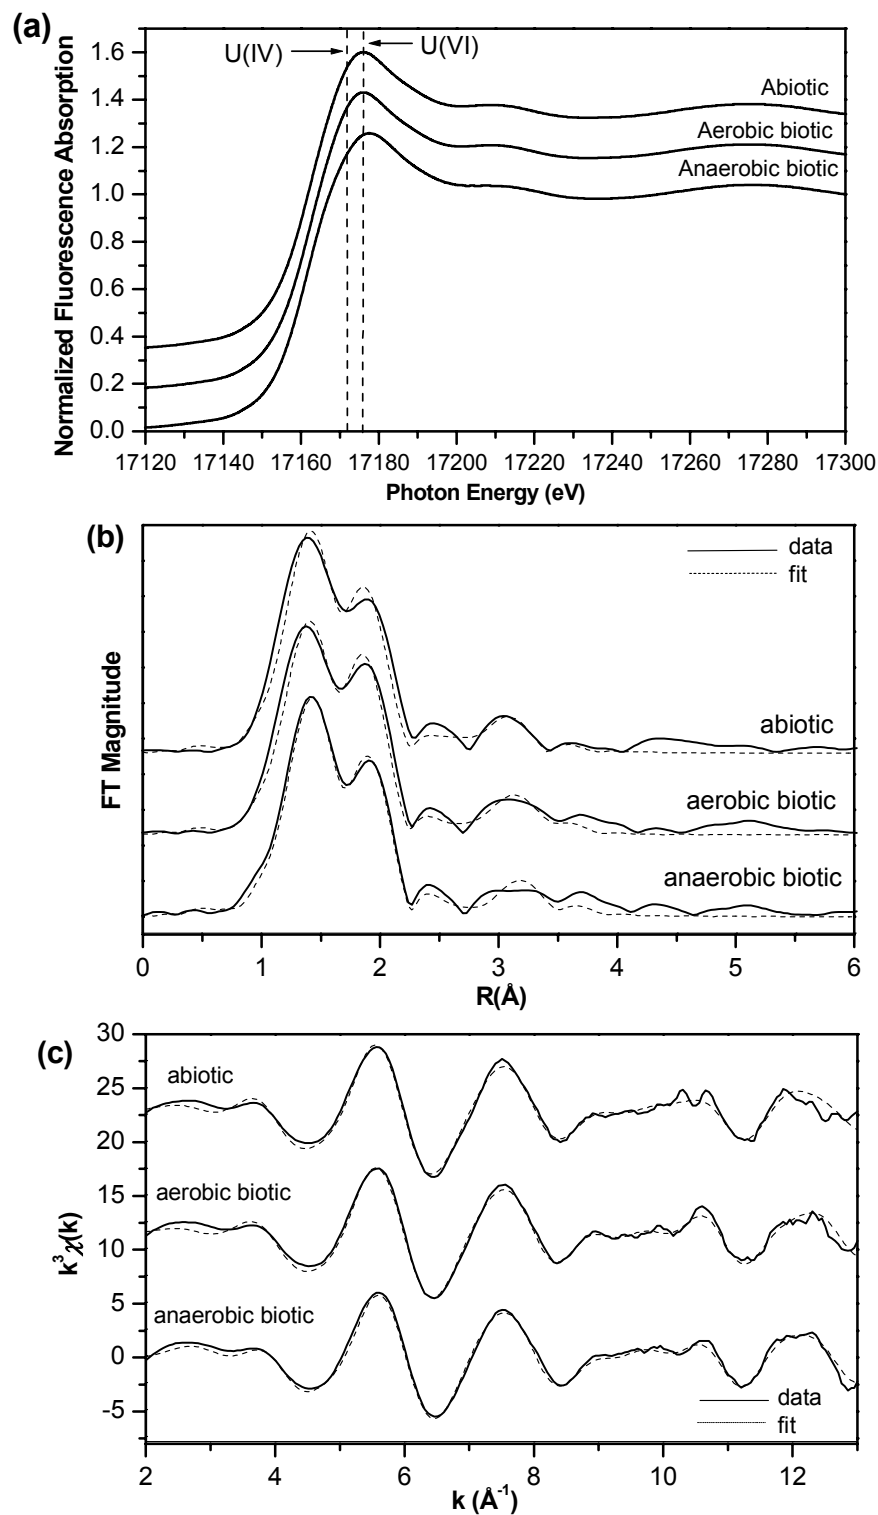 (a)
U(IV)
U(VI)
Abiotic
Aerobic biotic
Anaerobic biotic
Normalized Fluorescence Absorption
1.6
1.4
1.2
1.0
0.8
0.6
0.4
0.2
0.0
17120 17140 17160 17180 17200 17220 17240 17260 17280 17300
Photon Energy (eV)
(b)
data
fit
abiotic
aerobic biotic
anaerobic biotic
FT Magnitude
0 1 2 3 4 5 6
R(Å)
(c)
abiotic
aerobic biotic
anaerobic biotic
k³χ(k)
30
25
20
15
10
5
0
-5
data
fit
2 4 6 8 10 12
k (Å⁻¹)